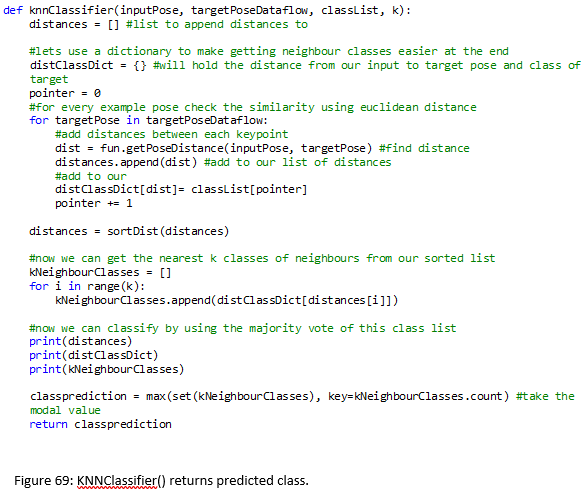 def knnClassifier(inputPose, targetPoseDataflow, classList, k):
    distances = [] #list to append distances to
    #lets use a dictionary to make getting neighbour classes easier at the end
    distClassDict = {} #will hold the distance from our input to target pose and class of
    target
    pointer = 0
    #for every example pose check the similarity using euclidean distance
    for targetPose in targetPoseDataflow:
        #add distances between each keypoint
        dist = fun.getPoseDistance(inputPose, targetPose) #find distance
        distances.append(dist) #add to our list of distances
        #add to our
        distClassDict[dist]= classList[pointer]
        pointer += 1
    distances = sortDist(distances)
    #now we can get the nearest k classes of neighbours from our sorted list
    kNeighbourClasses = []
    for i in range(k):
        kNeighbourClasses.append(distClassDict[distances[i]])
    #now we can classify by using the majority vote of this class list
    print(distances)
    print(distClassDict)
    print(kNeighbourClasses)
    classprediction = max(set(kNeighbourClasses), key=kNeighbourClasses.count) #take the
    modal value
    return classprediction
Figure 69: KNNClassifier() returns predicted class.